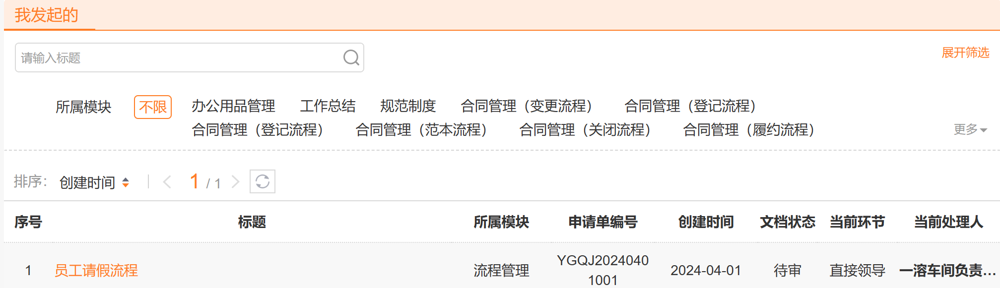 我发起的
请输入标题
展开筛选
所属模块 不限 办公用品管理 工作总结 规范制度 合同管理（变更流程） 合同管理（登记流程）
合同管理（登记流程） 合同管理（范本流程） 合同管理（关闭流程） 合同管理（履约流程） 更多
排序： 创建时间 1 / 1
序号 标题 所属模块 申请单编号 创建时间 文档状态 当前环节 当前处理人
1 员工请假流程 流程管理 YGQJ2024040 2024-04-01 待审 直接领导 一溶车间负责...
1001